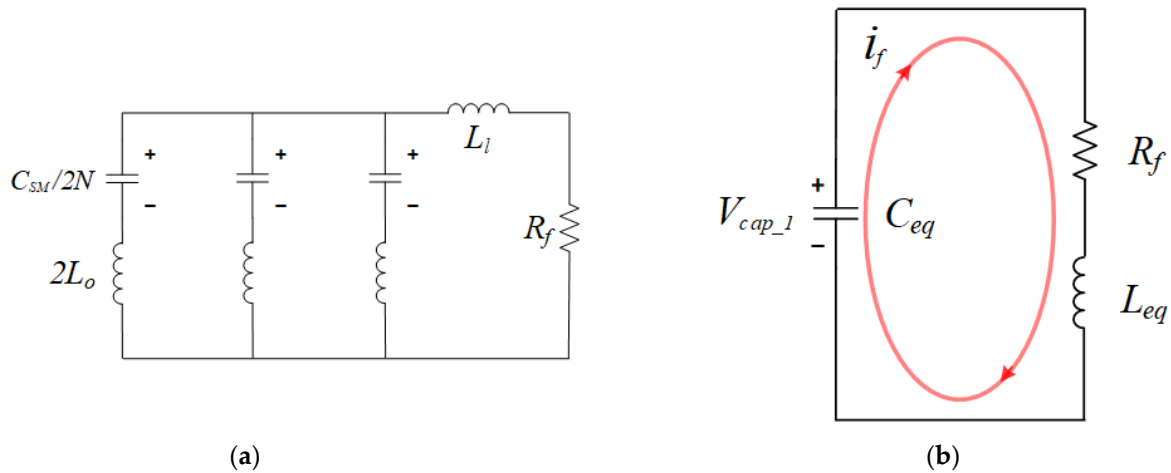 C_SM/2N
+
−
+
−
+
−
2L_o
L_l
R_f
(a)
i_f
+
V_cap_1
−
C_eq
R_f
L_eq
(b)